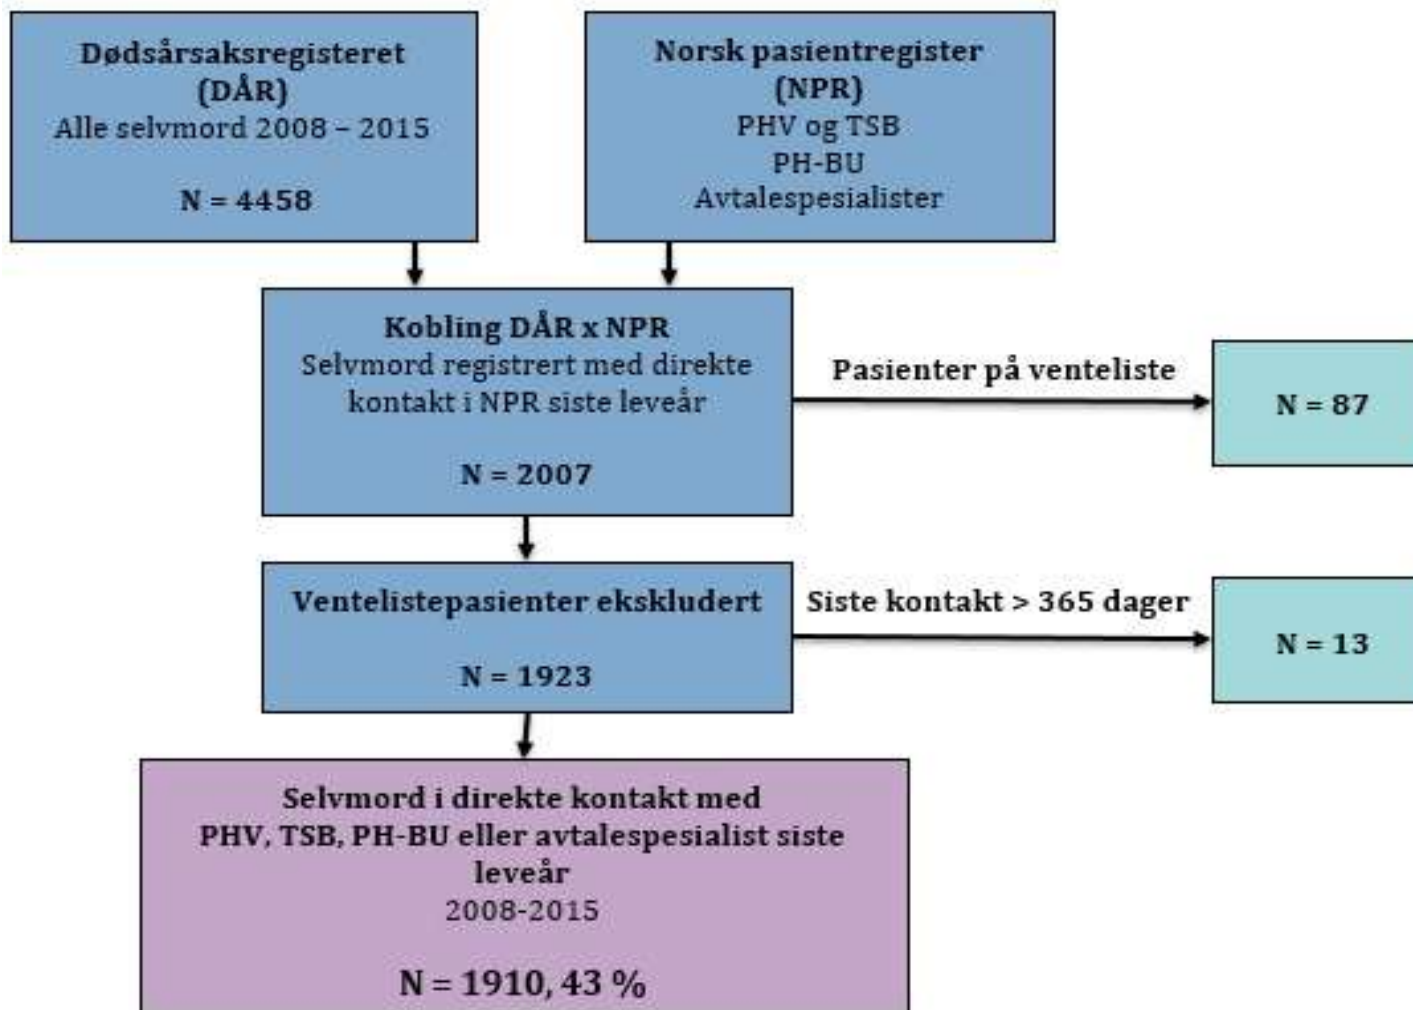 Dødsårsaksregisteret
(DÅR)
Alle selvmord 2008 – 2015
N = 4458
Norsk pasientregister
(NPR)
PHV og TSB
PH-BU
Avtalespesialister
Kobling DÅR x NPR
Selvmord registrert med direkte
kontakt i NPR siste leveår
N = 2007
Pasienter på venteliste
N = 87
Ventelistepasienter ekskludert
N = 1923
Siste kontakt > 365 dager
N = 13
Selvmord i direkte kontakt med
PHV, TSB, PH-BU eller avtalespesialist siste
leveår
2008-2015
N = 1910, 43 %